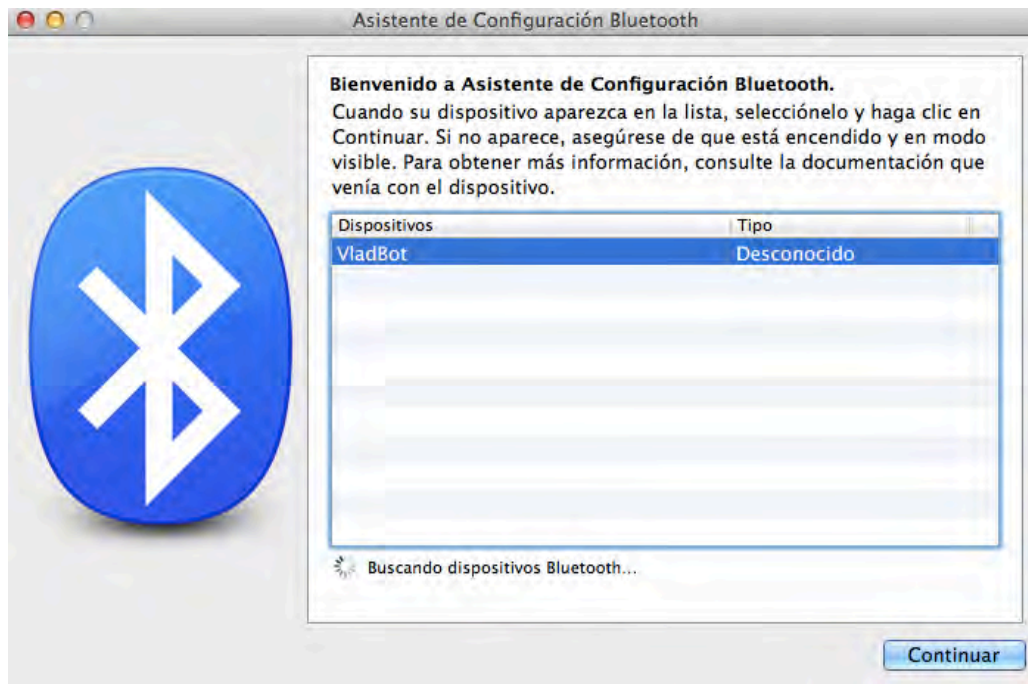 Asistente de Configuración Bluetooth
Bienvenido a Asistente de Configuración Bluetooth.
Cuando su dispositivo aparezca en la lista, selecciónelo y haga clic en
Continuar. Si no aparece, asegúrese de que está encendido y en modo
visible. Para obtener más información, consulte la documentación que
venía con el dispositivo.
Dispositivos Tipo
VladBot Desconocido
Buscando dispositivos Bluetooth...
Continuar